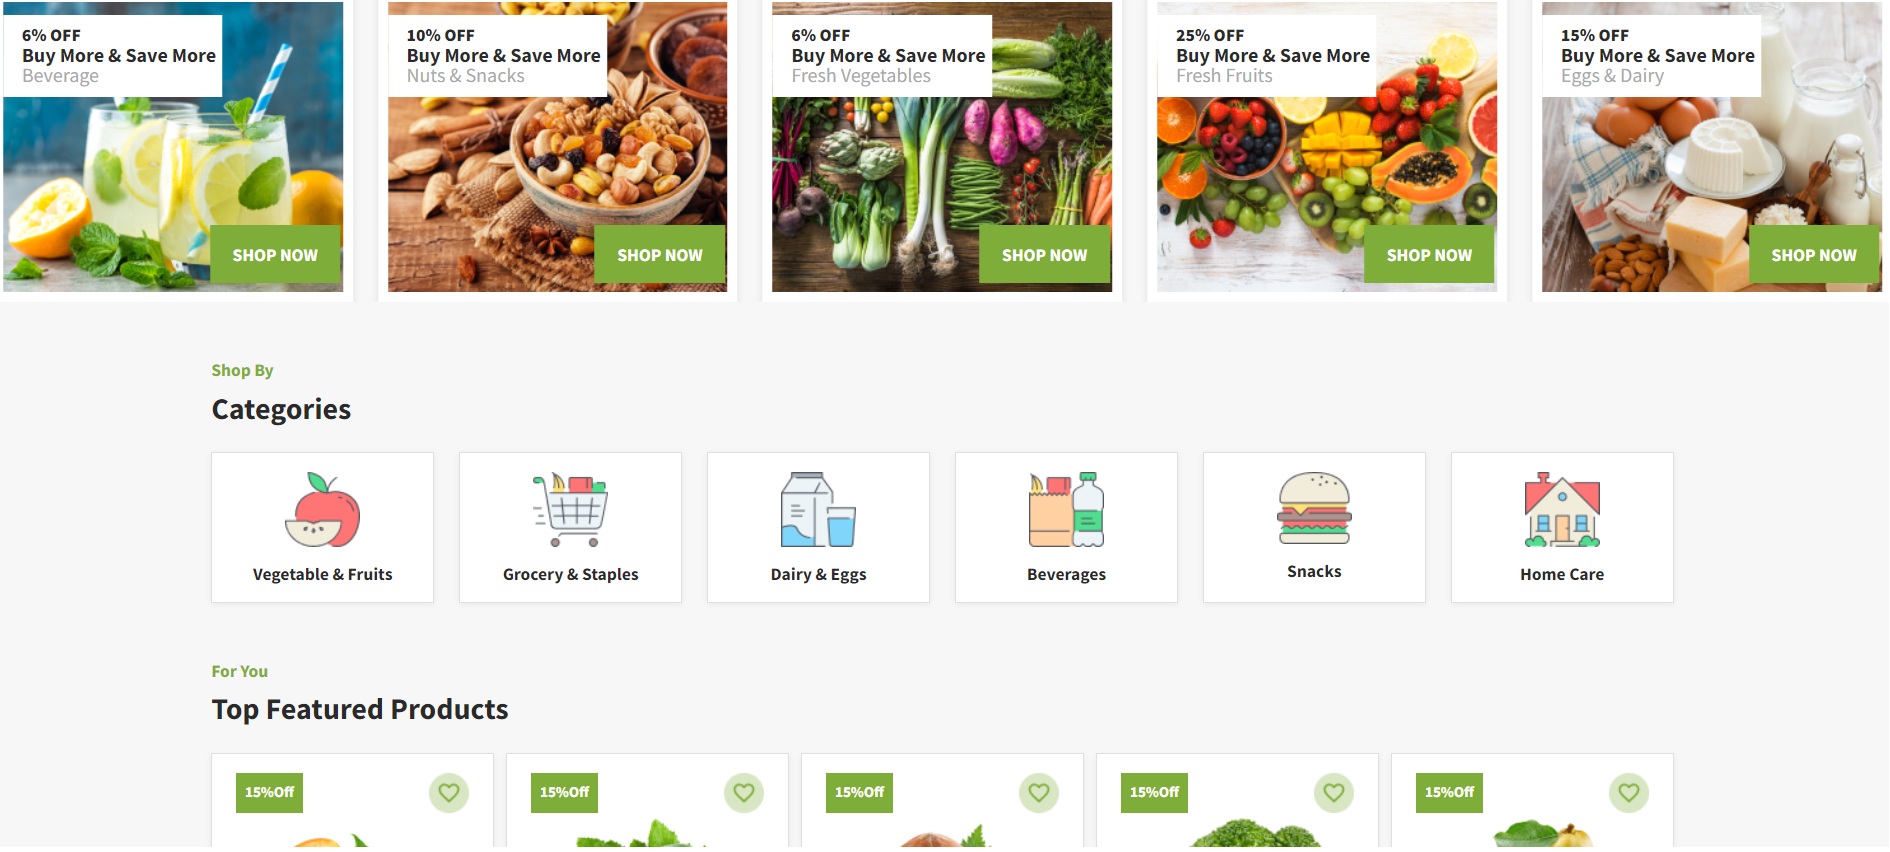 6% OFF
Buy More & Save More
Beverage
SHOP NOW
10% OFF
Buy More & Save More
Nuts & Snacks
SHOP NOW
6% OFF
Buy More & Save More
Fresh Vegetables
SHOP NOW
25% OFF
Buy More & Save More
Fresh Fruits
SHOP NOW
15% OFF
Buy More & Save More
Eggs & Dairy
SHOP NOW
Shop By
Categories
Vegetable & Fruits
Grocery & Staples
Dairy & Eggs
Beverages
Snacks
Home Care
For You
Top Featured Products
15%Off
15%Off
15%Off
15%Off
15%Off